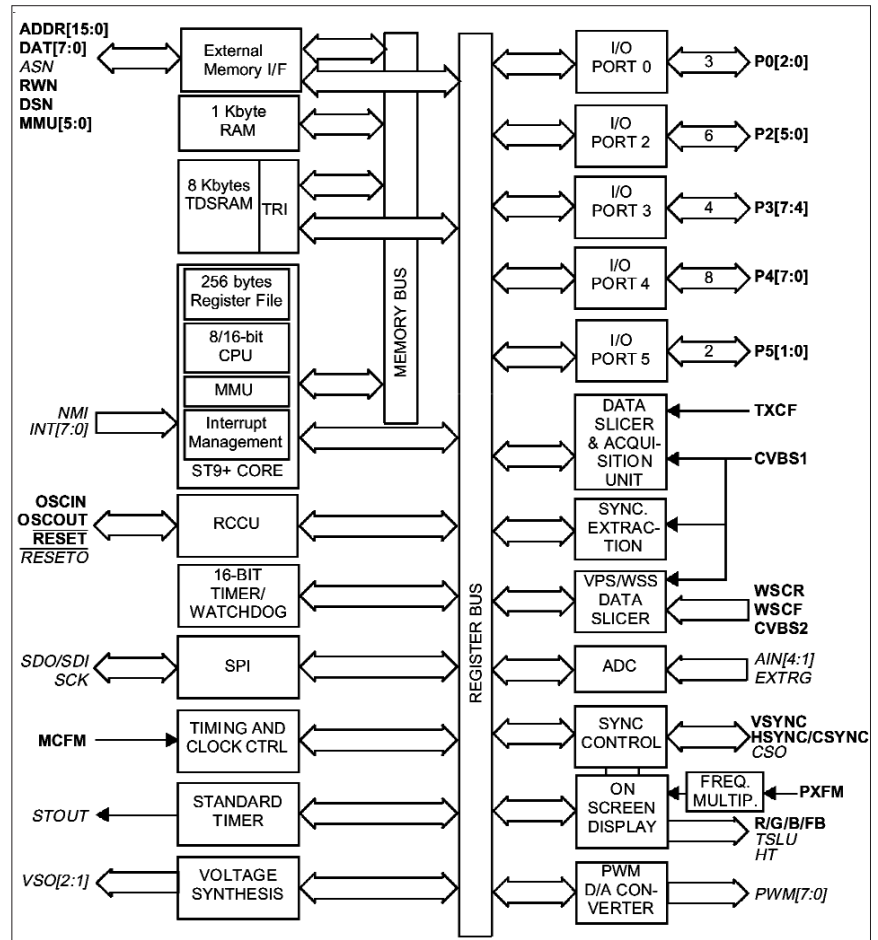 ADDR[15:0]
DAT[7:0]
ASN
RWN
DSN
MMU[5:0]
External
Memory I/F
1 Kbyte
RAM
8 Kbytes
TDSRAM
TRI
256 bytes
Register File
8/16-bit
CPU
MMU
Interrupt
Management
ST9+ CORE
NMI
INT[7:0]
OSCIN
OSCOUT
RESET
RESETO
RCCU
16-BIT
TIMER/
WATCHDOG
SDO/SDI
SCK
SPI
MCFM
TIMING AND
CLOCK CTRL
STOUT
STANDARD
TIMER
VSO[2:1]
VOLTAGE
SYNTHESIS
MEMORY BUS
REGISTER BUS
I/O
PORT 0
3
P0[2:0]
I/O
PORT 2
6
P2[5:0]
I/O
PORT 3
4
P3[7:4]
I/O
PORT 4
8
P4[7:0]
I/O
PORT 5
2
P5[1:0]
DATA
SLICER
& ACQUI-
SITION
UNIT
TXCF
CVBS1
SYNC.
EXTRAC-
TION
VPS/WSS
DATA
SLICER
WSCR
WSCF
CVBS2
ADC
AIN[4:1]
EXTRG
SYNC
CONTROL
VSYNC
HSYNC/CSYNC
CSO
ON
SCREEN
DISPLAY
FREQ.
MULTIP.
PXFM
R/G/B/FB
TSLU
HT
PWM
D/A CON-
VERTER
PWM[7:0]